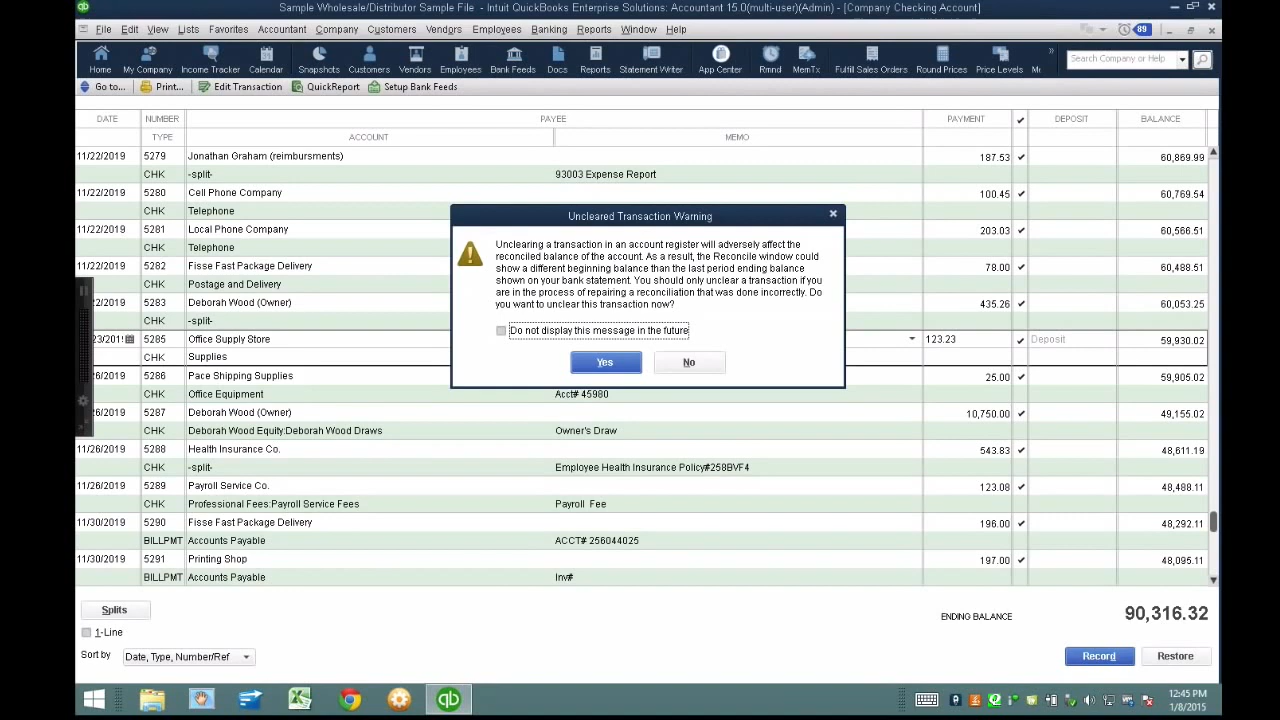 Sample Wholesale/Distributor Sample File - Intuit QuickBooks Enterprise Solutions: Accountant 15.0(multi-user)(Admin) - [Company Checking Account]
File Edit View Lists Favorites Accountant Company Customers Vendors Employees Banking Reports Window Help 89
Home My Company Income Tracker Calendar Snapshots Customers Vendors Employees Bank Feeds Docs Reports Statement Writer App Center Rmnd MemTx Fulfill Sales Orders Round Prices Price Levels Search Company or Help
Go to... Print... Edit Transaction QuickReport Setup Bank Feeds
DATE NUMBER PAYEE PAYMENT ✓ DEPOSIT BALANCE
TYPE ACCOUNT MEMO
11/22/2019 5279 Jonathan Graham (reimbursments) 187.53 ✓ 60,869.99
CHK -split- 93003 Expense Report
11/22/2019 5280 Cell Phone Company 100.45 ✓ 60,769.54
CHK Telephone
11/22/2019 5281 Local Phone Company 203.03 ✓ 60,566.51
CHK Telephone
11/22/2019 5282 Fisse Fast Package Delivery 78.00 ✓ 60,488.51
CHK Postage and Delivery
2/2019 5283 Deborah Wood (Owner) 435.26 ✓ 60,053.25
CHK -split-
5285 Office Supply Store 123.23 ✓ Deposit 59,930.02
Supplies
6/2019 5286 Pace Shipping Supplies 25.00 ✓ 59,905.02
CHK Office Equipment Acct# 45980
6/2019 5287 Deborah Wood (Owner) 10,750.00 ✓ 49,155.02
CHK Deborah Wood Equity:Deborah Wood Draws Owner's Draw
11/26/2019 5288 Health Insurance Co. 543.83 ✓ 48,611.19
CHK -split- Employee Health Insurance Policy#258BVF4
11/26/2019 5289 Payroll Service Co. 123.08 ✓ 48,488.11
CHK Professional Fees:Payroll Service Fees Payroll Fee
11/30/2019 5290 Fisse Fast Package Delivery 196.00 ✓ 48,292.11
BILLPMT Accounts Payable ACCT# 256044025
11/30/2019 5291 Printing Shop 197.00 ✓ 48,095.11
BILLPMT Accounts Payable Inv#
Uncleared Transaction Warning
Unclearing a transaction in an account register will adversely affect the
reconciled balance of the account. As a result, the Reconcile window could
show a different beginning balance than the last period ending balance
shown on your bank statement. You should only unclear a transaction if you
are in the process of repairing a reconciliation that was done incorrectly. Do
you want to unclear this transaction now?
Do not display this message in the future
Yes No
Splits
1-Line
Sort by Date, Type, Number/Ref
ENDING BALANCE 90,316.32
Record Restore
12:45 PM
1/8/2015